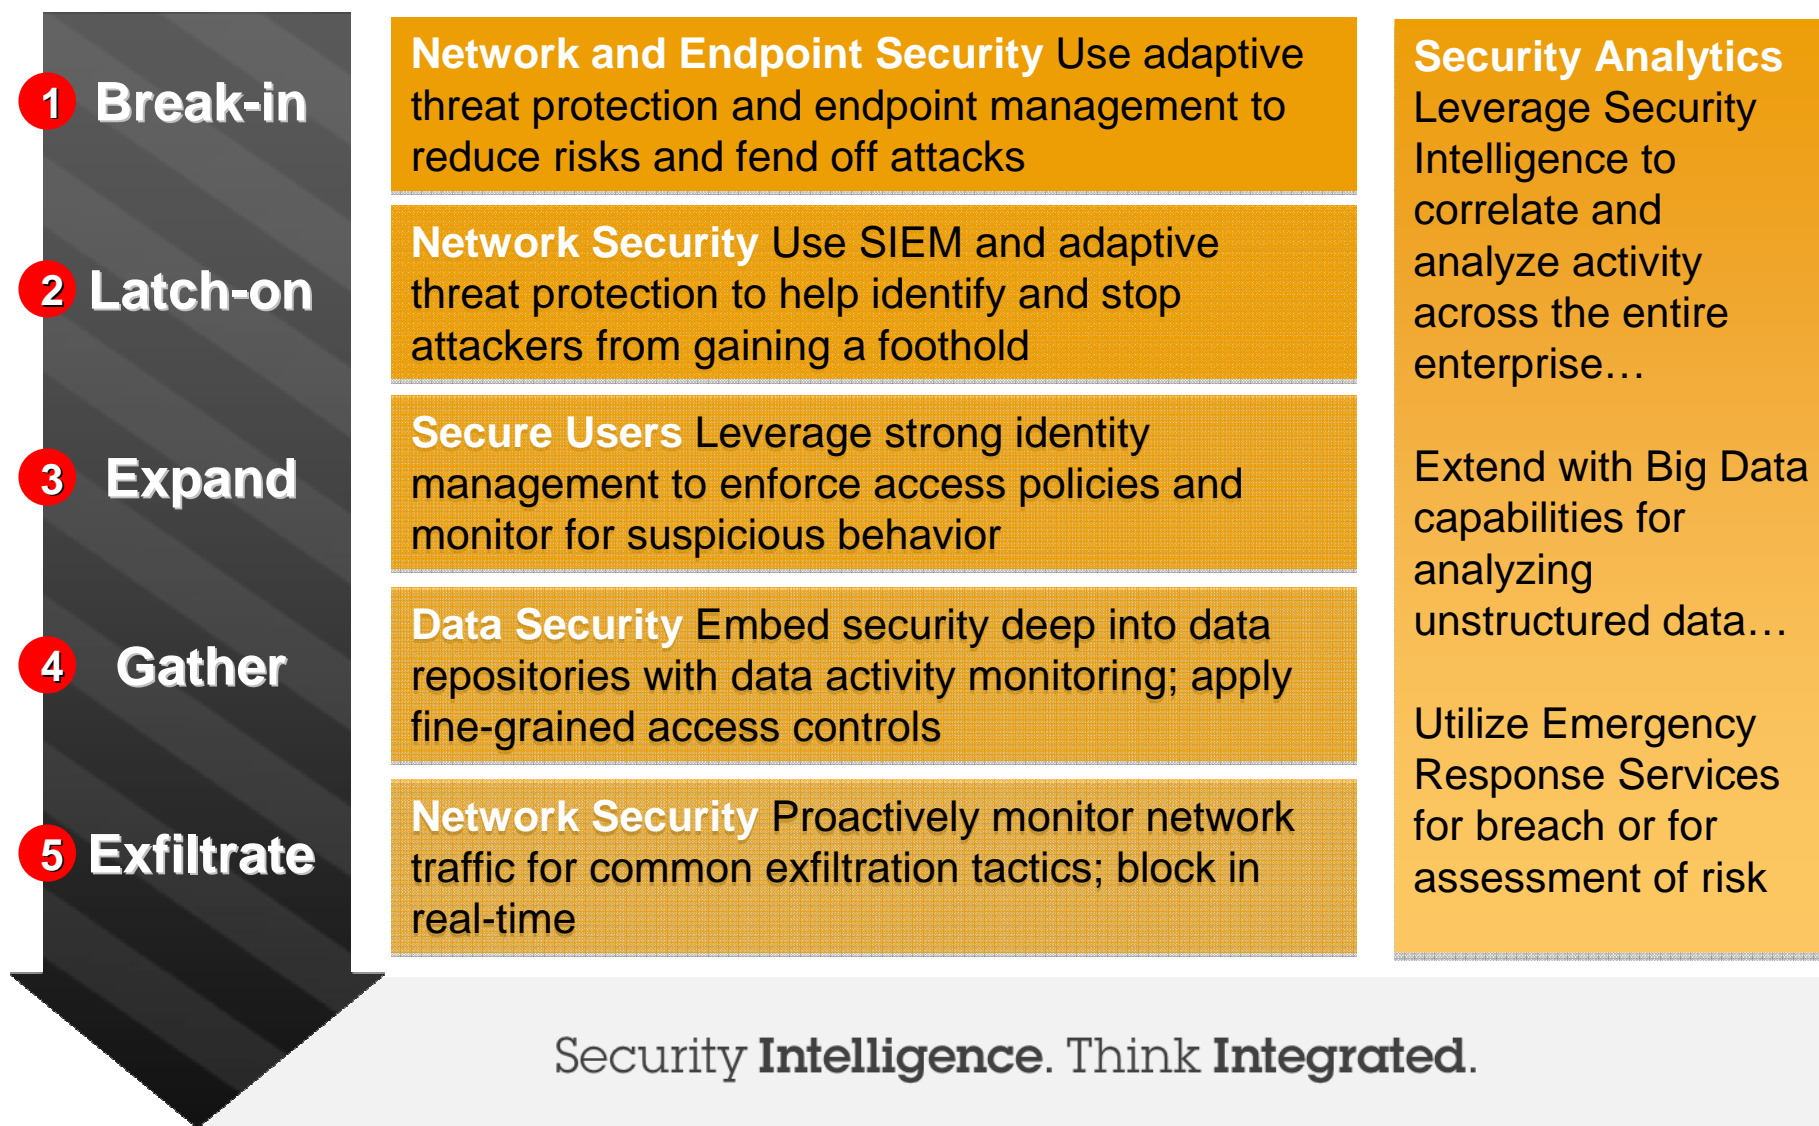 1 Break-in
Network and Endpoint Security Use adaptive
threat protection and endpoint management to
reduce risks and fend off attacks
2 Latch-on
Network Security Use SIEM and adaptive
threat protection to help identify and stop
attackers from gaining a foothold
3 Expand
Secure Users Leverage strong identity
management to enforce access policies and
monitor for suspicious behavior
4 Gather
Data Security Embed security deep into data
repositories with data activity monitoring; apply
fine-grained access controls
5 Exfiltrate
Network Security Proactively monitor network
traffic for common exfiltration tactics; block in
real-time
Security Analytics
Leverage Security
Intelligence to
correlate and
analyze activity
across the entire
enterprise…
Extend with Big Data
capabilities for
analyzing
unstructured data…
Utilize Emergency
Response Services
for breach or for
assessment of risk
Security Intelligence. Think Integrated.